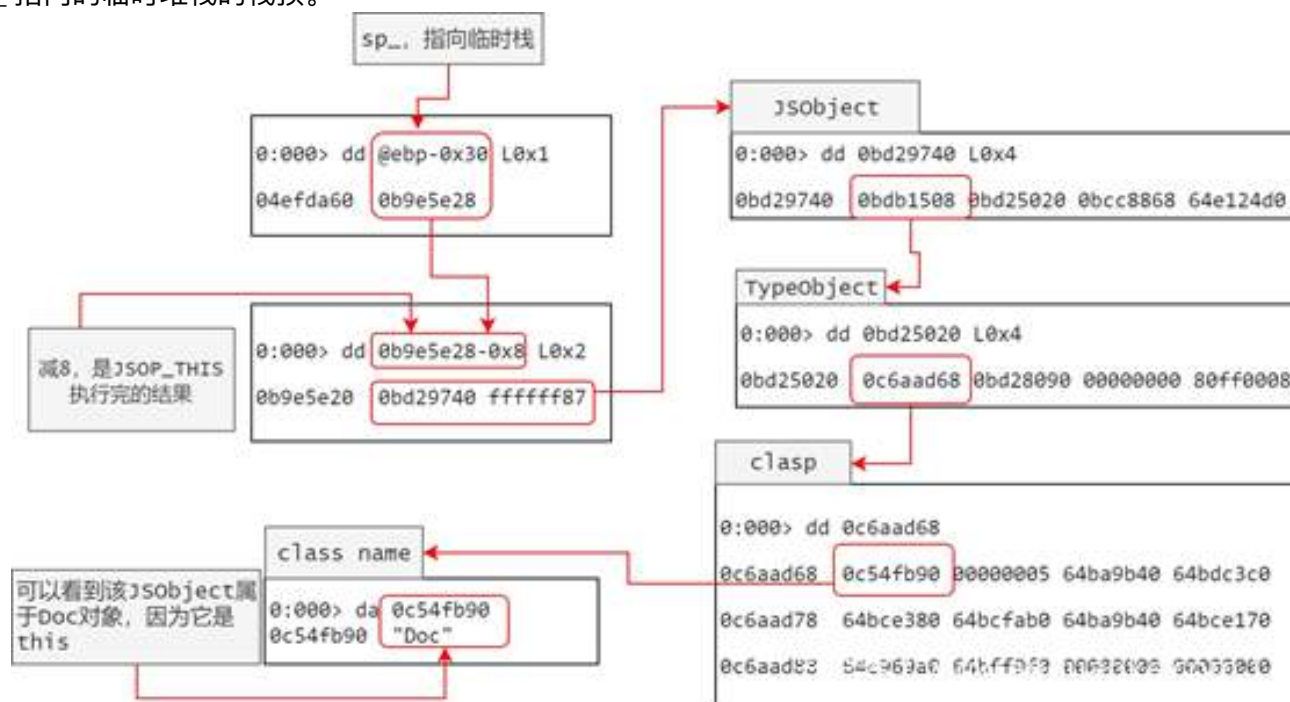 sp_，指向临时栈
0:000> dd @ebp-0x30 L0x1
04efda60 0b9e5e28
减8，是JSOP_THIS
执行完的结果
0:000> dd 0b9e5e28-0x8 L0x2
0b9e5e20 0bd29740 ffffff87
JSObject
0:000> dd 0bd29740 L0x4
0bd29740 0bdb1508 0bd25020 0bcc8868 64e124d0
TypeObject
0:000> dd 0bd25020 L0x4
0bd25020 0c6aad68 0bd28090 00000000 80ff0008
clasp
0:000> dd 0c6aad68
0c6aad68 0c54fb90 00000005 64ba9b40 64bdc3c0
0c6aad78 64bce380 64bcfab0 64ba9b40 64bce170
class name
0:000> da 0c54fb90
0c54fb90 "Doc"
可以看到该JSObject属
于Doc对象，因为它是
this